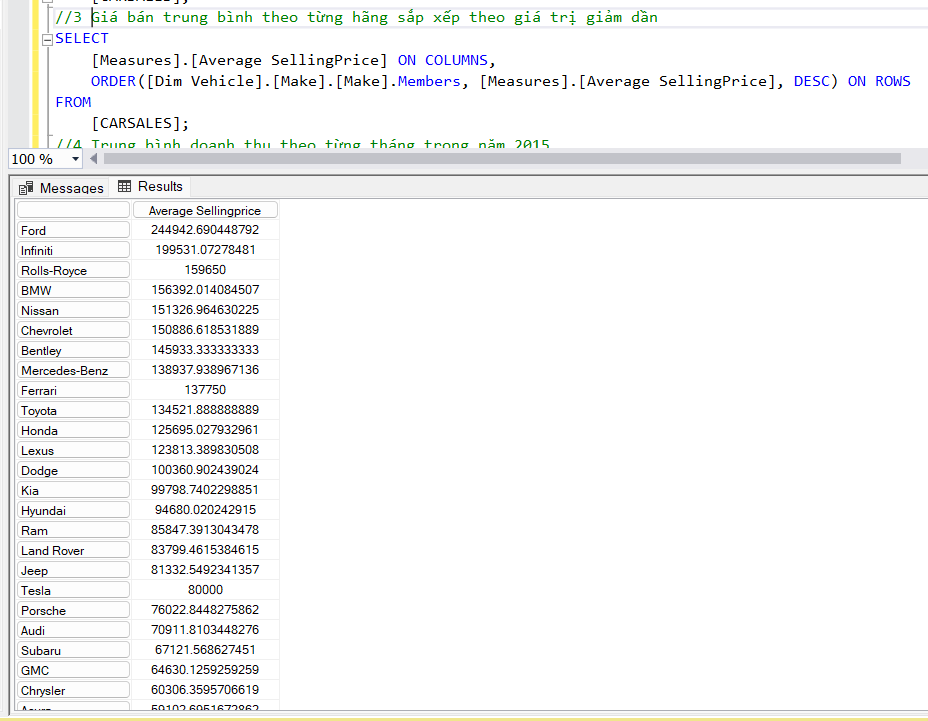 //3 Giá bán trung bình theo từng hãng sắp xếp theo giá trị giảm dần
SELECT
[Measures].[Average SellingPrice] ON COLUMNS,
ORDER([Dim Vehicle].[Make].[Make].Members, [Measures].[Average SellingPrice], DESC) ON ROWS
FROM
[CARSALES];
//4 Trung bình doanh thu theo từng tháng trong năm 2015
100 %
Messages Results
Average Sellingprice
Ford 244942.690448792
Infiniti 199531.07278481
Rolls-Royce 159650
BMW 156392.014084507
Nissan 151326.964630225
Chevrolet 150886.618531889
Bentley 145933.333333333
Mercedes-Benz 138937.938967136
Ferrari 137750
Toyota 134521.888888889
Honda 125695.027932961
Lexus 123813.389830508
Dodge 100360.902439024
Kia 99798.7402298851
Hyundai 94680.020242915
Ram 85847.3913043478
Land Rover 83799.4615384615
Jeep 81332.5492341357
Tesla 80000
Porsche 76022.8448275862
Audi 70911.8103448276
Subaru 67121.568627451
GMC 64630.1259259259
Chrysler 60306.3595706619